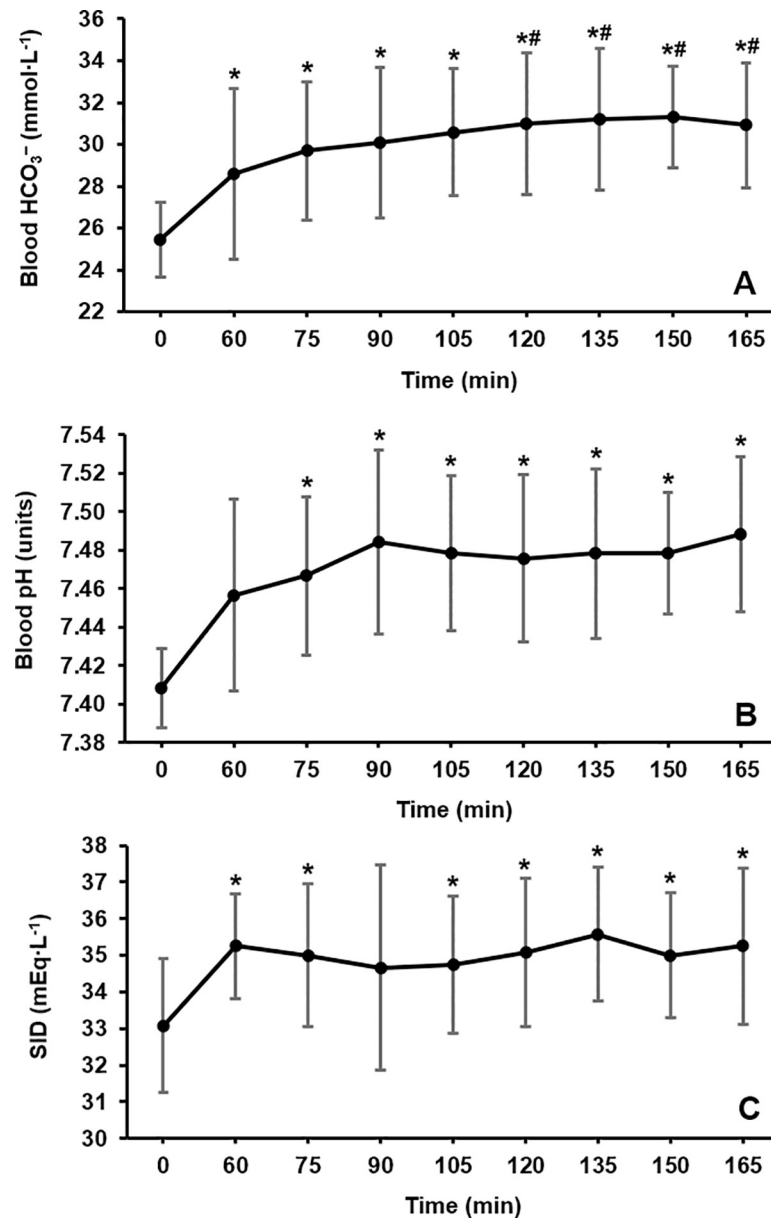 Blood HCO₃⁻ (mmol·L⁻¹)
36
34
32
30
28
26
24
22
* * * * *# *# *# *#
A
0 60 75 90 105 120 135 150 165
Time (min)
Blood pH (units)
7.54
7.52
7.50
7.48
7.46
7.44
7.42
7.40
7.38
* * * * * * *
B
0 60 75 90 105 120 135 150 165
Time (min)
SID (mEq·L⁻¹)
38
37
36
35
34
33
32
31
30
* * * * * * *
C
0 60 75 90 105 120 135 150 165
Time (min)